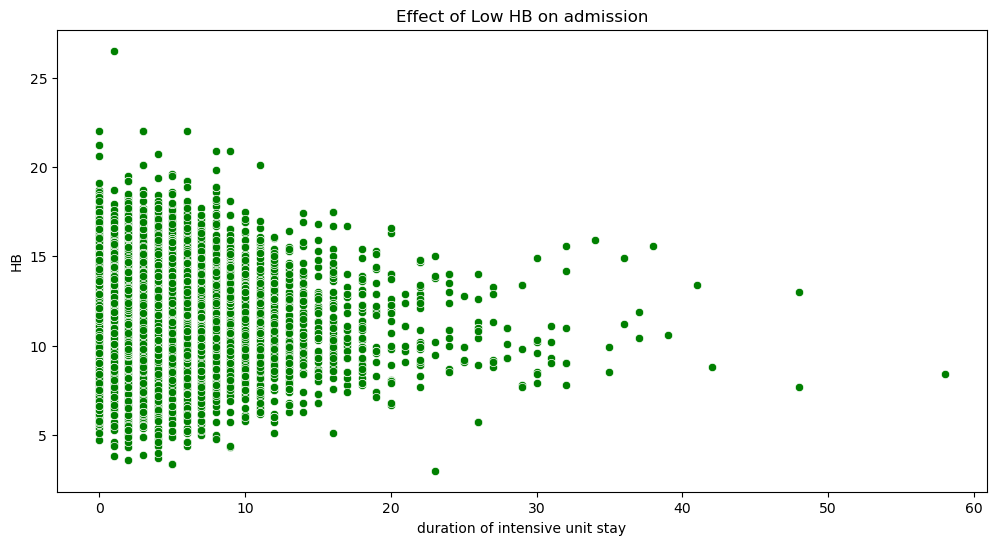 Effect of Low HB on admission
25
20
15
10
5
HB
0 10 20 30 40 50 60
duration of intensive unit stay